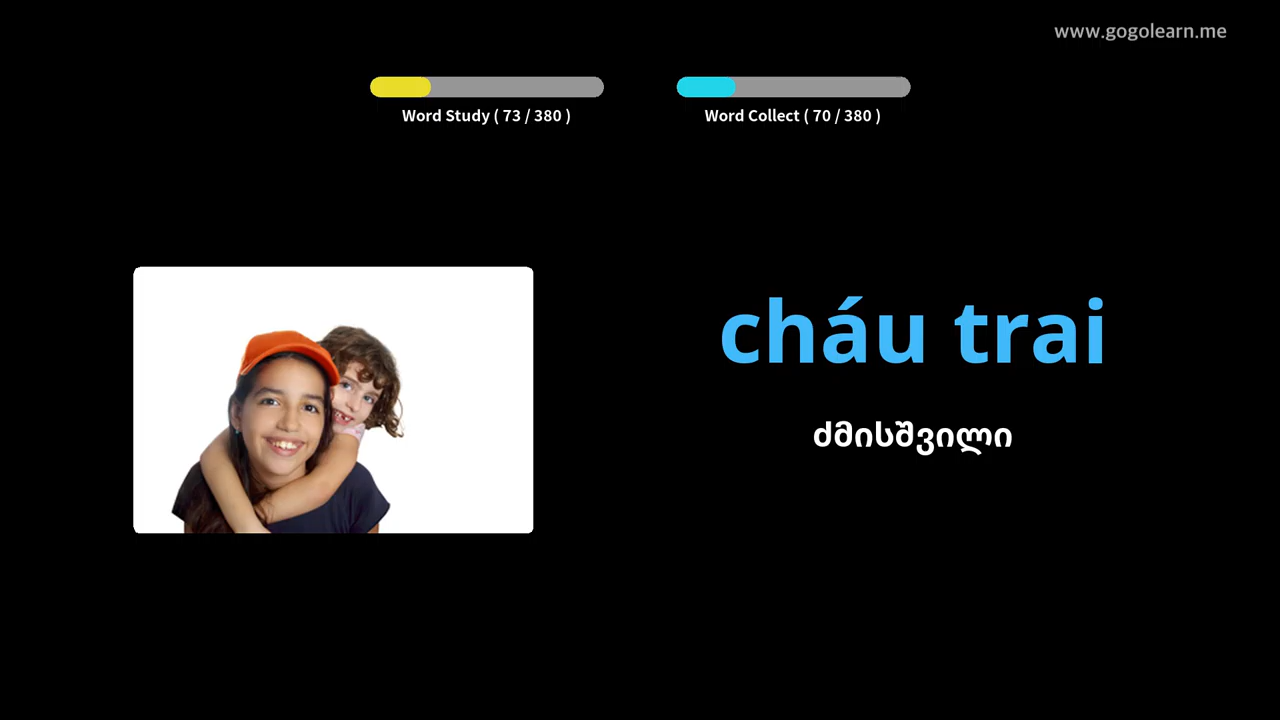 www.gogolearn.me
Word Study ( 73 / 380 )
Word Collect ( 70 / 380 )
cháu trai
ძმისშვილი